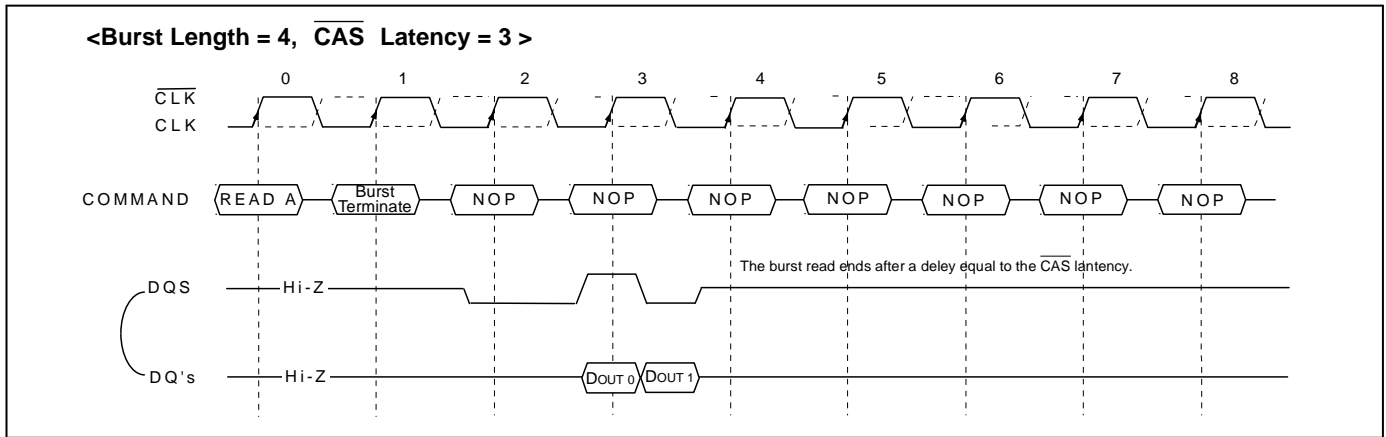 <Burst Length = 4, CAS Latency = 3 >
0 1 2 3 4 5 6 7 8
CLK
CLK
COMMAND READ A Burst Terminate NOP NOP NOP NOP NOP NOP NOP
The burst read ends after a deley equal to the CAS lantency.
DQS Hi-Z
DQ's Hi-Z DOUT 0 DOUT 1